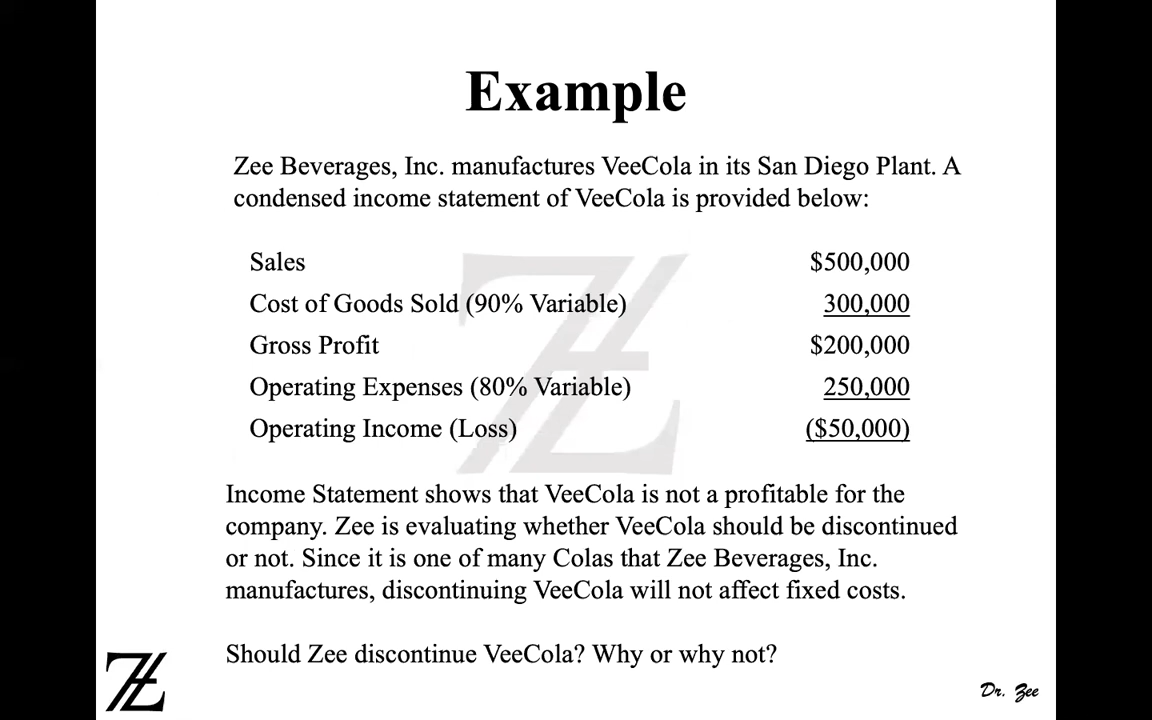 Example
Zee Beverages, Inc. manufactures VeeCola in its San Diego Plant. A
condensed income statement of VeeCola is provided below:
Sales $500,000
Cost of Goods Sold (90% Variable) 300,000
Gross Profit $200,000
Operating Expenses (80% Variable) 250,000
Operating Income (Loss) ($50,000)
Income Statement shows that VeeCola is not a profitable for the
company. Zee is evaluating whether VeeCola should be discontinued
or not. Since it is one of many Colas that Zee Beverages, Inc.
manufactures, discontinuing VeeCola will not affect fixed costs.
Should Zee discontinue VeeCola? Why or why not?
Dr. Zee